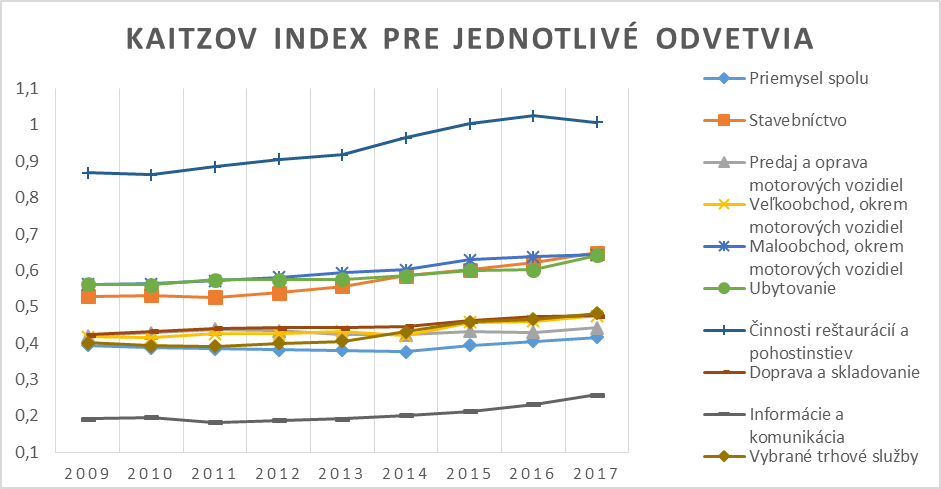 KAITZOV INDEX PRE JEDNOTLIVÉ ODVETVIA
1,1
1
0,9
0,8
0,7
0,6
0,5
0,4
0,3
0,2
0,1
2009 2010 2011 2012 2013 2014 2015 2016 2017
Priemysel spolu
Stavebníctvo
Predaj a oprava
motorových vozidiel
Veľkoobchod, okrem
motorových vozidiel
Maloobchod, okrem
motorových vozidiel
Ubytovanie
Činnosti reštaurácií a
pohostinstiev
Doprava a skladovanie
Informácie a
komunikácia
Vybrané trhové služby